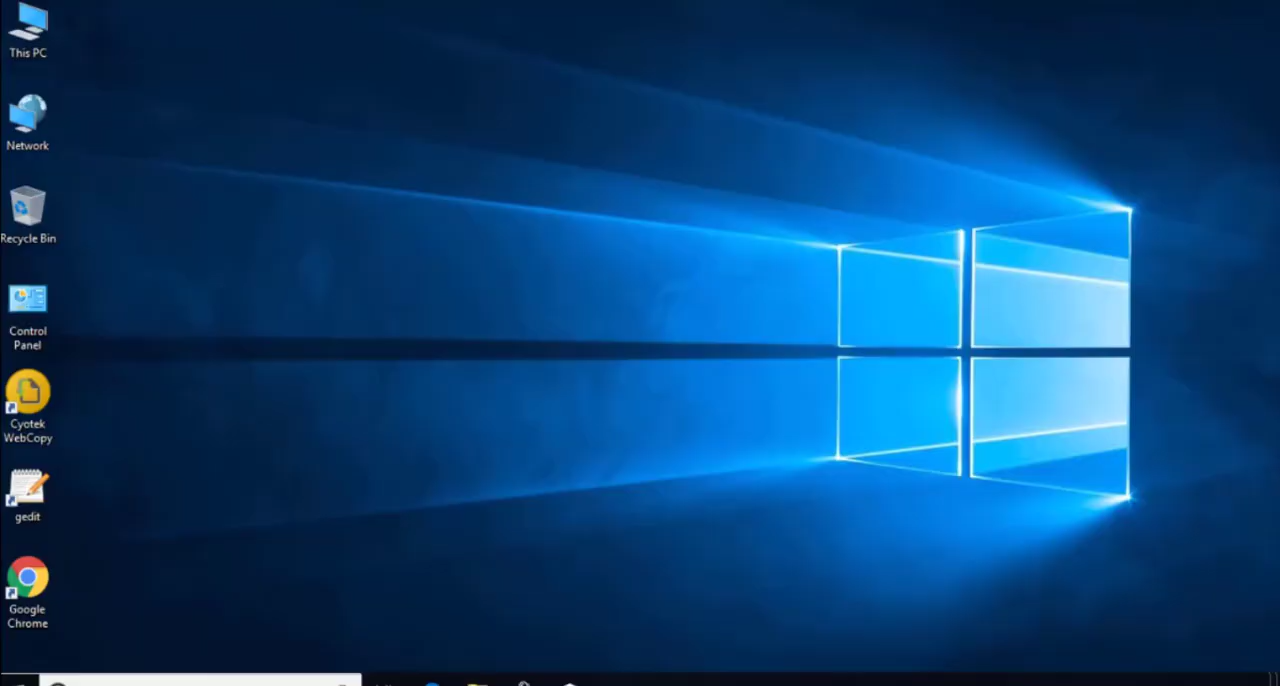 This PC
Network
Recycle Bin
Control
Panel
Cyotek
WebCopy
gedit
Google
Chrome